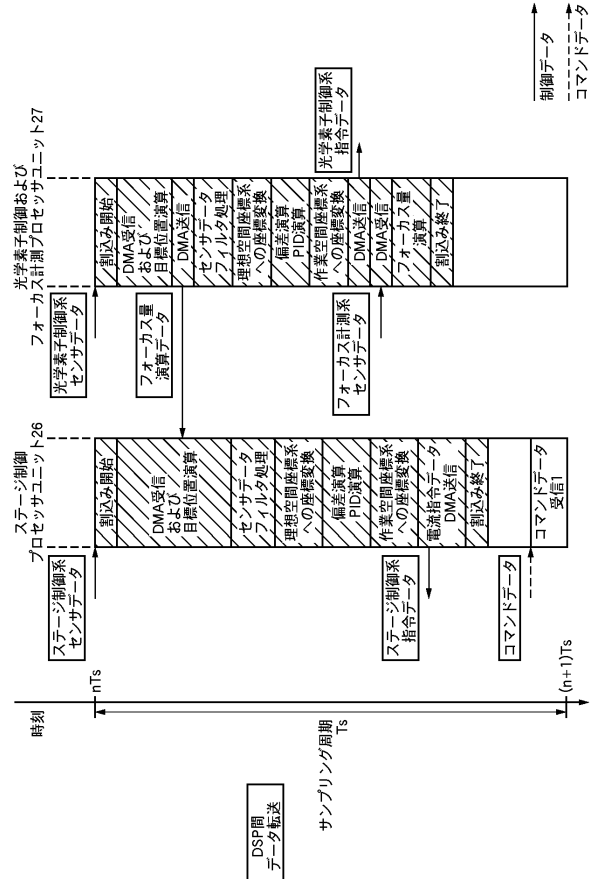 DSP間
データ転送
時刻
nTs
サンプリング周期
Ts
(n+1)Ts
ステージ制御
プロセサユニット26
ステージ制御系
センサデータ
ステージ制御系
指令データ
コマンドデータ
割込み開始
DMA受信
および
目標位置演算
センサデータ
フィルタ処理
理想空間座標系
への座標変換
偏差演算
PID演算
作業空間座標系
への座標変換
電流指令データ
DMA送信
割込み終了
コマンドデータ
受信1
光学素子制御および
フォーカス計測プロセサユニット27
光学素子制御系
センサデータ
フォーカス量
演算データ
フォーカス計測系
センサデータ
割込み開始
DMA受信
および
目標位置演算
DMA送信
センサデータ
フィルタ処理
理想空間座標系
への座標変換
偏差演算
PID演算
作業空間座標系
への座標変換
DMA送信
DMA受信
フォーカス量
演算
割込み終了
光学素子制御系
指令データ
制御データ
コマンドデータ